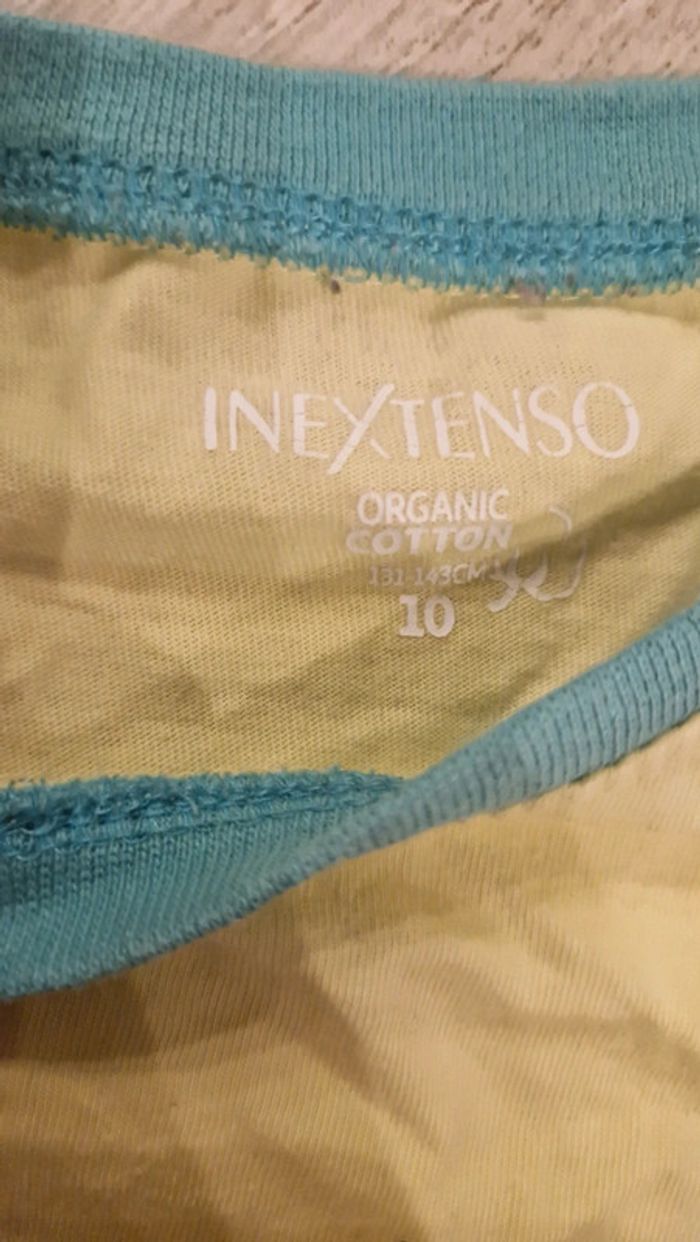 INEXTENSO
ORGANIC
COTTON
131-143CM
10